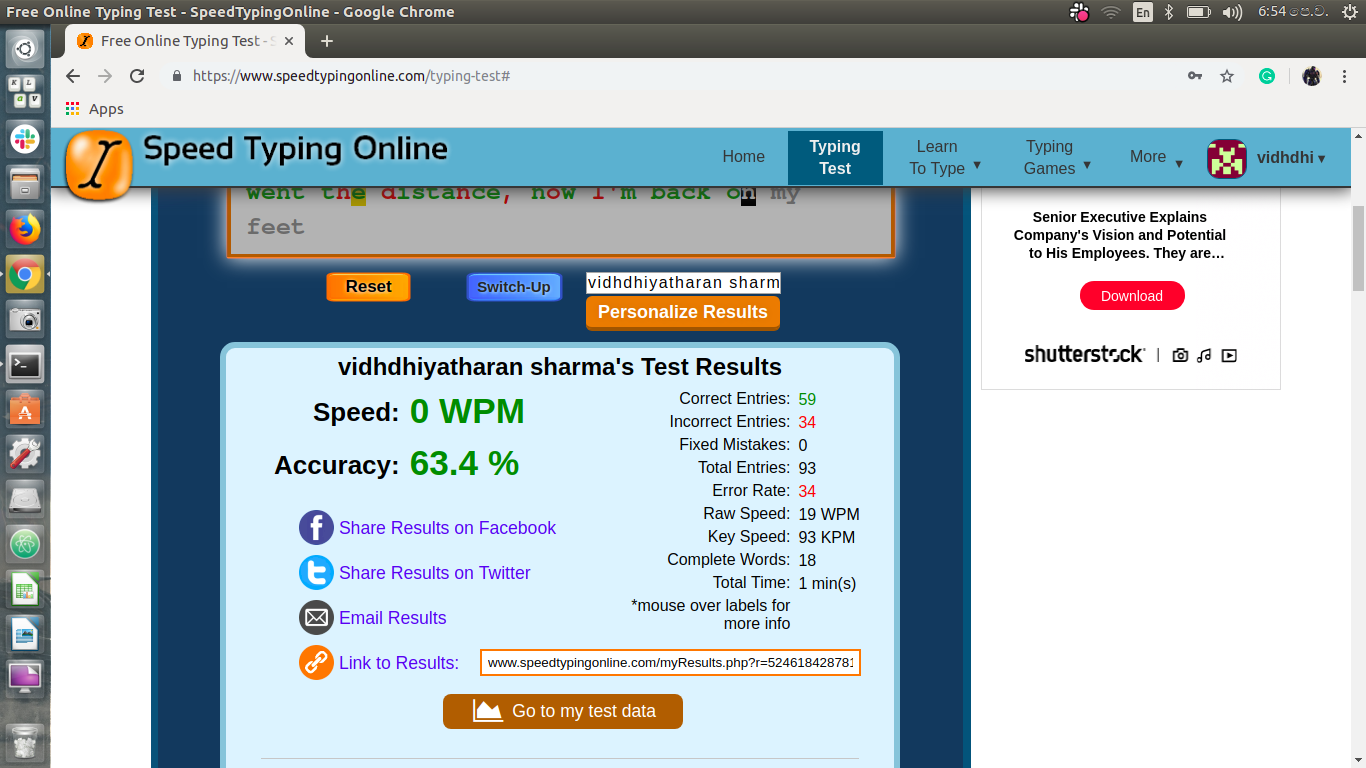 Free Online Typing Test - SpeedTypingOnline - Google Chrome
En
6:54 පෙ.ව.
Free Online Typing Test - S
https://www.speedtypingonline.com/typing-test#
Apps
Speed Typing Online
Home
Typing Test
Learn To Type
Typing Games
More
vidhdhi
went the distance, now I'm back on my
feet
Reset
Switch-Up
vidhdhiyatharan sharm
Personalize Results
vidhdhiyatharan sharma's Test Results
Speed: 0 WPM
Accuracy: 63.4 %
Share Results on Facebook
Share Results on Twitter
Email Results
Link to Results: www.speedtypingonline.com/myResults.php?r=524618428781
Go to my test data
Correct Entries: 59
Incorrect Entries: 34
Fixed Mistakes: 0
Total Entries: 93
Error Rate: 34
Raw Speed: 19 WPM
Key Speed: 93 KPM
Complete Words: 18
Total Time: 1 min(s)
*mouse over labels for
more info
Senior Executive Explains
Company's Vision and Potential
to His Employees. They are…
Download
shutterstock